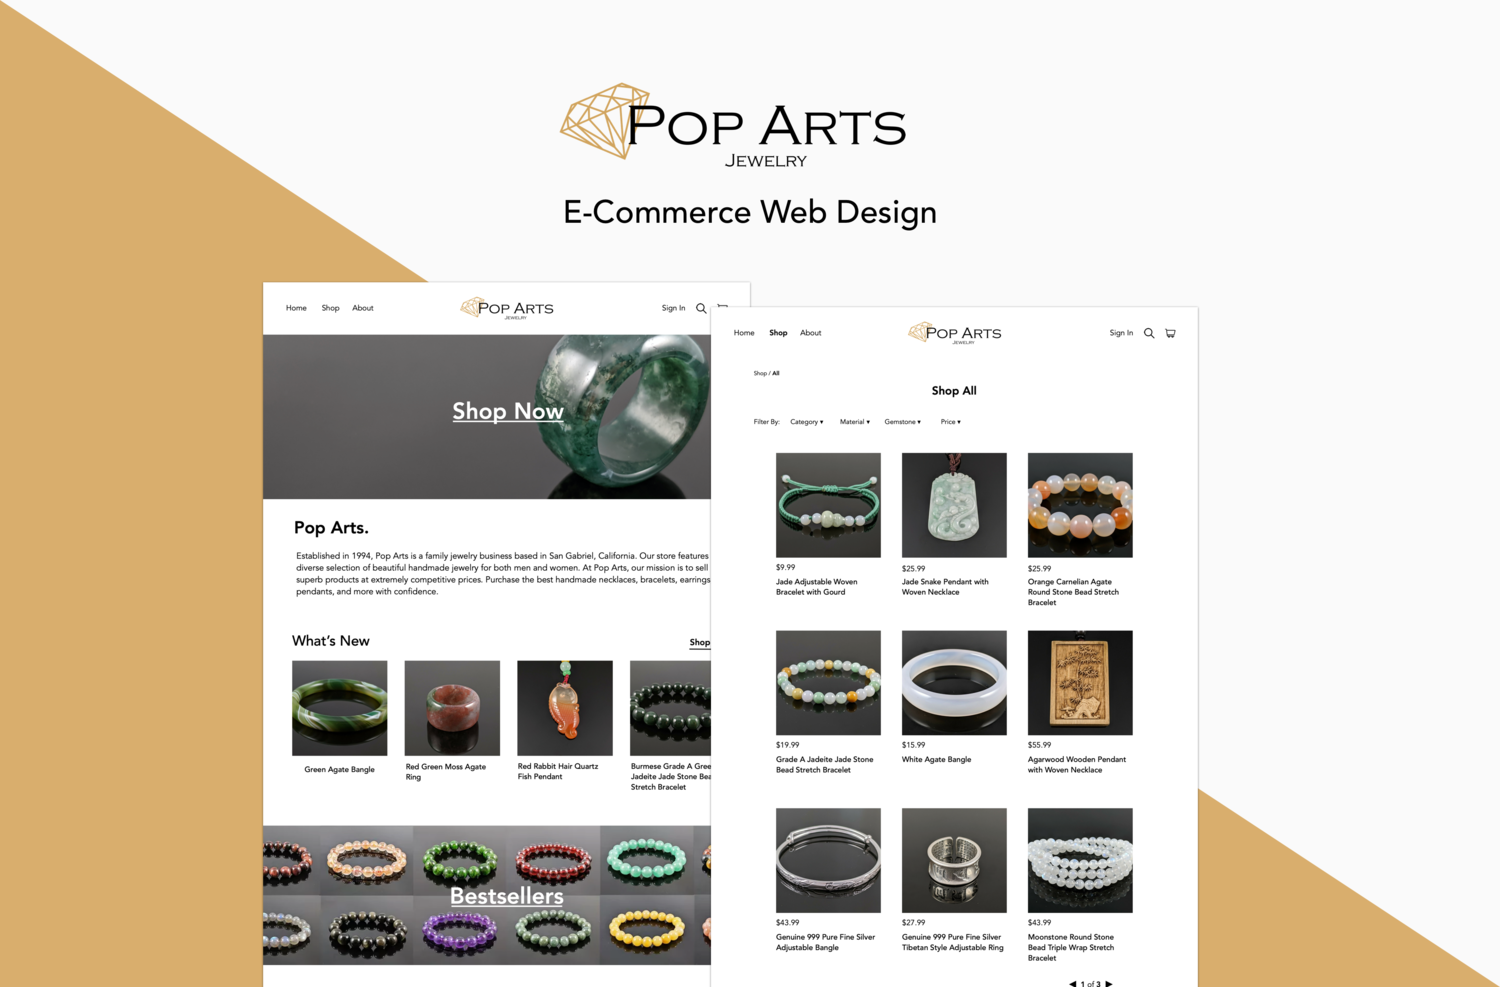 POP ARTS
JEWELRY
E-Commerce Web Design
Home Shop About
POP ARTS
JEWELRY
Sign In
Shop Now
Pop Arts.
Established in 1994, Pop Arts is a family jewelry business based in San Gabriel, California. Our store features
diverse selection of beautiful handmade jewelry for both men and women. At Pop Arts, our mission is to sell
superb products at extremely competitive prices. Purchase the best handmade necklaces, bracelets, earrings
pendants, and more with confidence.
What's New
Shop
Green Agate Bangle
Red Green Moss Agate
Ring
Red Rabbit Hair Quartz
Fish Pendant
Burmese Grade A Gree
Jadeite Jade Stone Bea
Stretch Bracelet
Bestsellers
Home Shop About
POP ARTS
JEWELRY
Sign In
Shop / All
Shop All
Filter By: Category ▾ Material ▾ Gemstone ▾ Price ▾
$9.99
Jade Adjustable Woven
Bracelet with Gourd
$25.99
Jade Snake Pendant with
Woven Necklace
$25.99
Orange Carnelian Agate
Round Stone Bead Stretch
Bracelet
$19.99
Grade A Jadeite Jade Stone
Bead Stretch Bracelet
$15.99
White Agate Bangle
$55.99
Agarwood Wooden Pendant
with Woven Necklace
$43.99
Genuine 999 Pure Fine Silver
Adjustable Bangle
$27.99
Genuine 999 Pure Fine Silver
Tibetan Style Adjustable Ring
$43.99
Moonstone Round Stone
Bead Triple Wrap Stretch
Bracelet
◀ 1 of 3 ▶